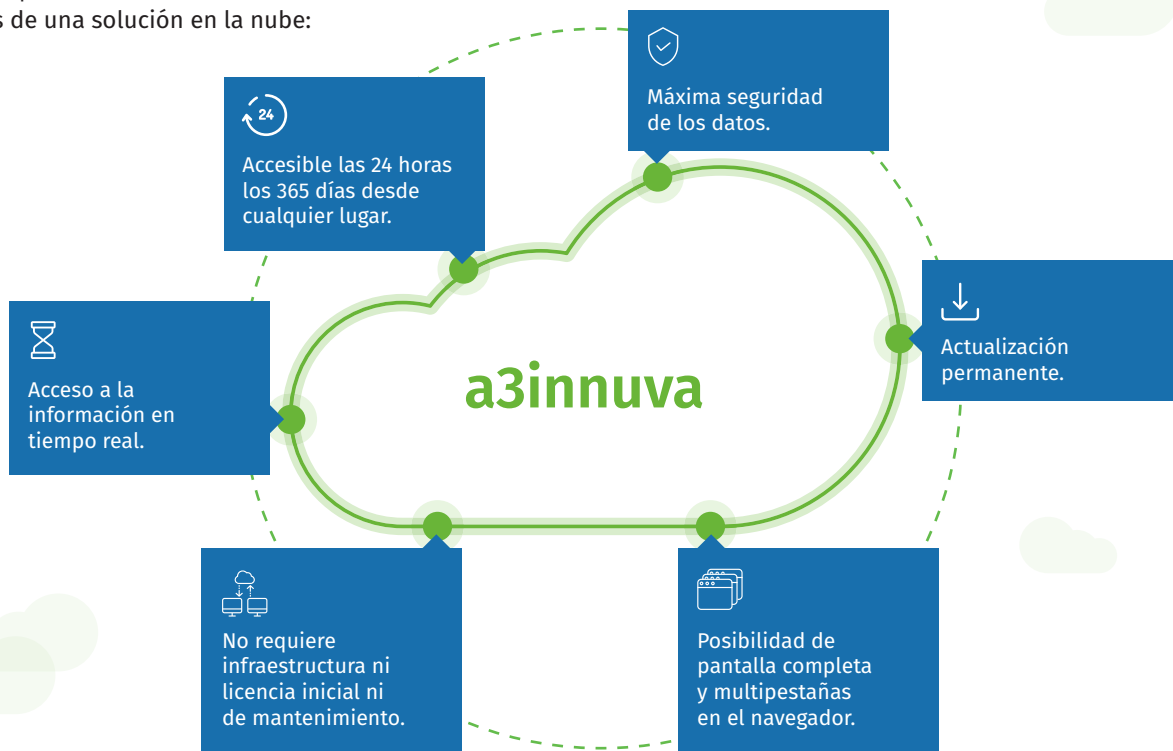 s de una solución en la nube:
Máxima seguridad
de los datos.
24
Accesible las 24 horas
los 365 días desde
cualquier lugar.
Actualización
permanente.
Acceso a la
información en
tiempo real.
a3innuva
No requiere
infraestructura ni
licencia inicial ni
de mantenimiento.
Posibilidad de
pantalla completa
y multipestañas
en el navegador.